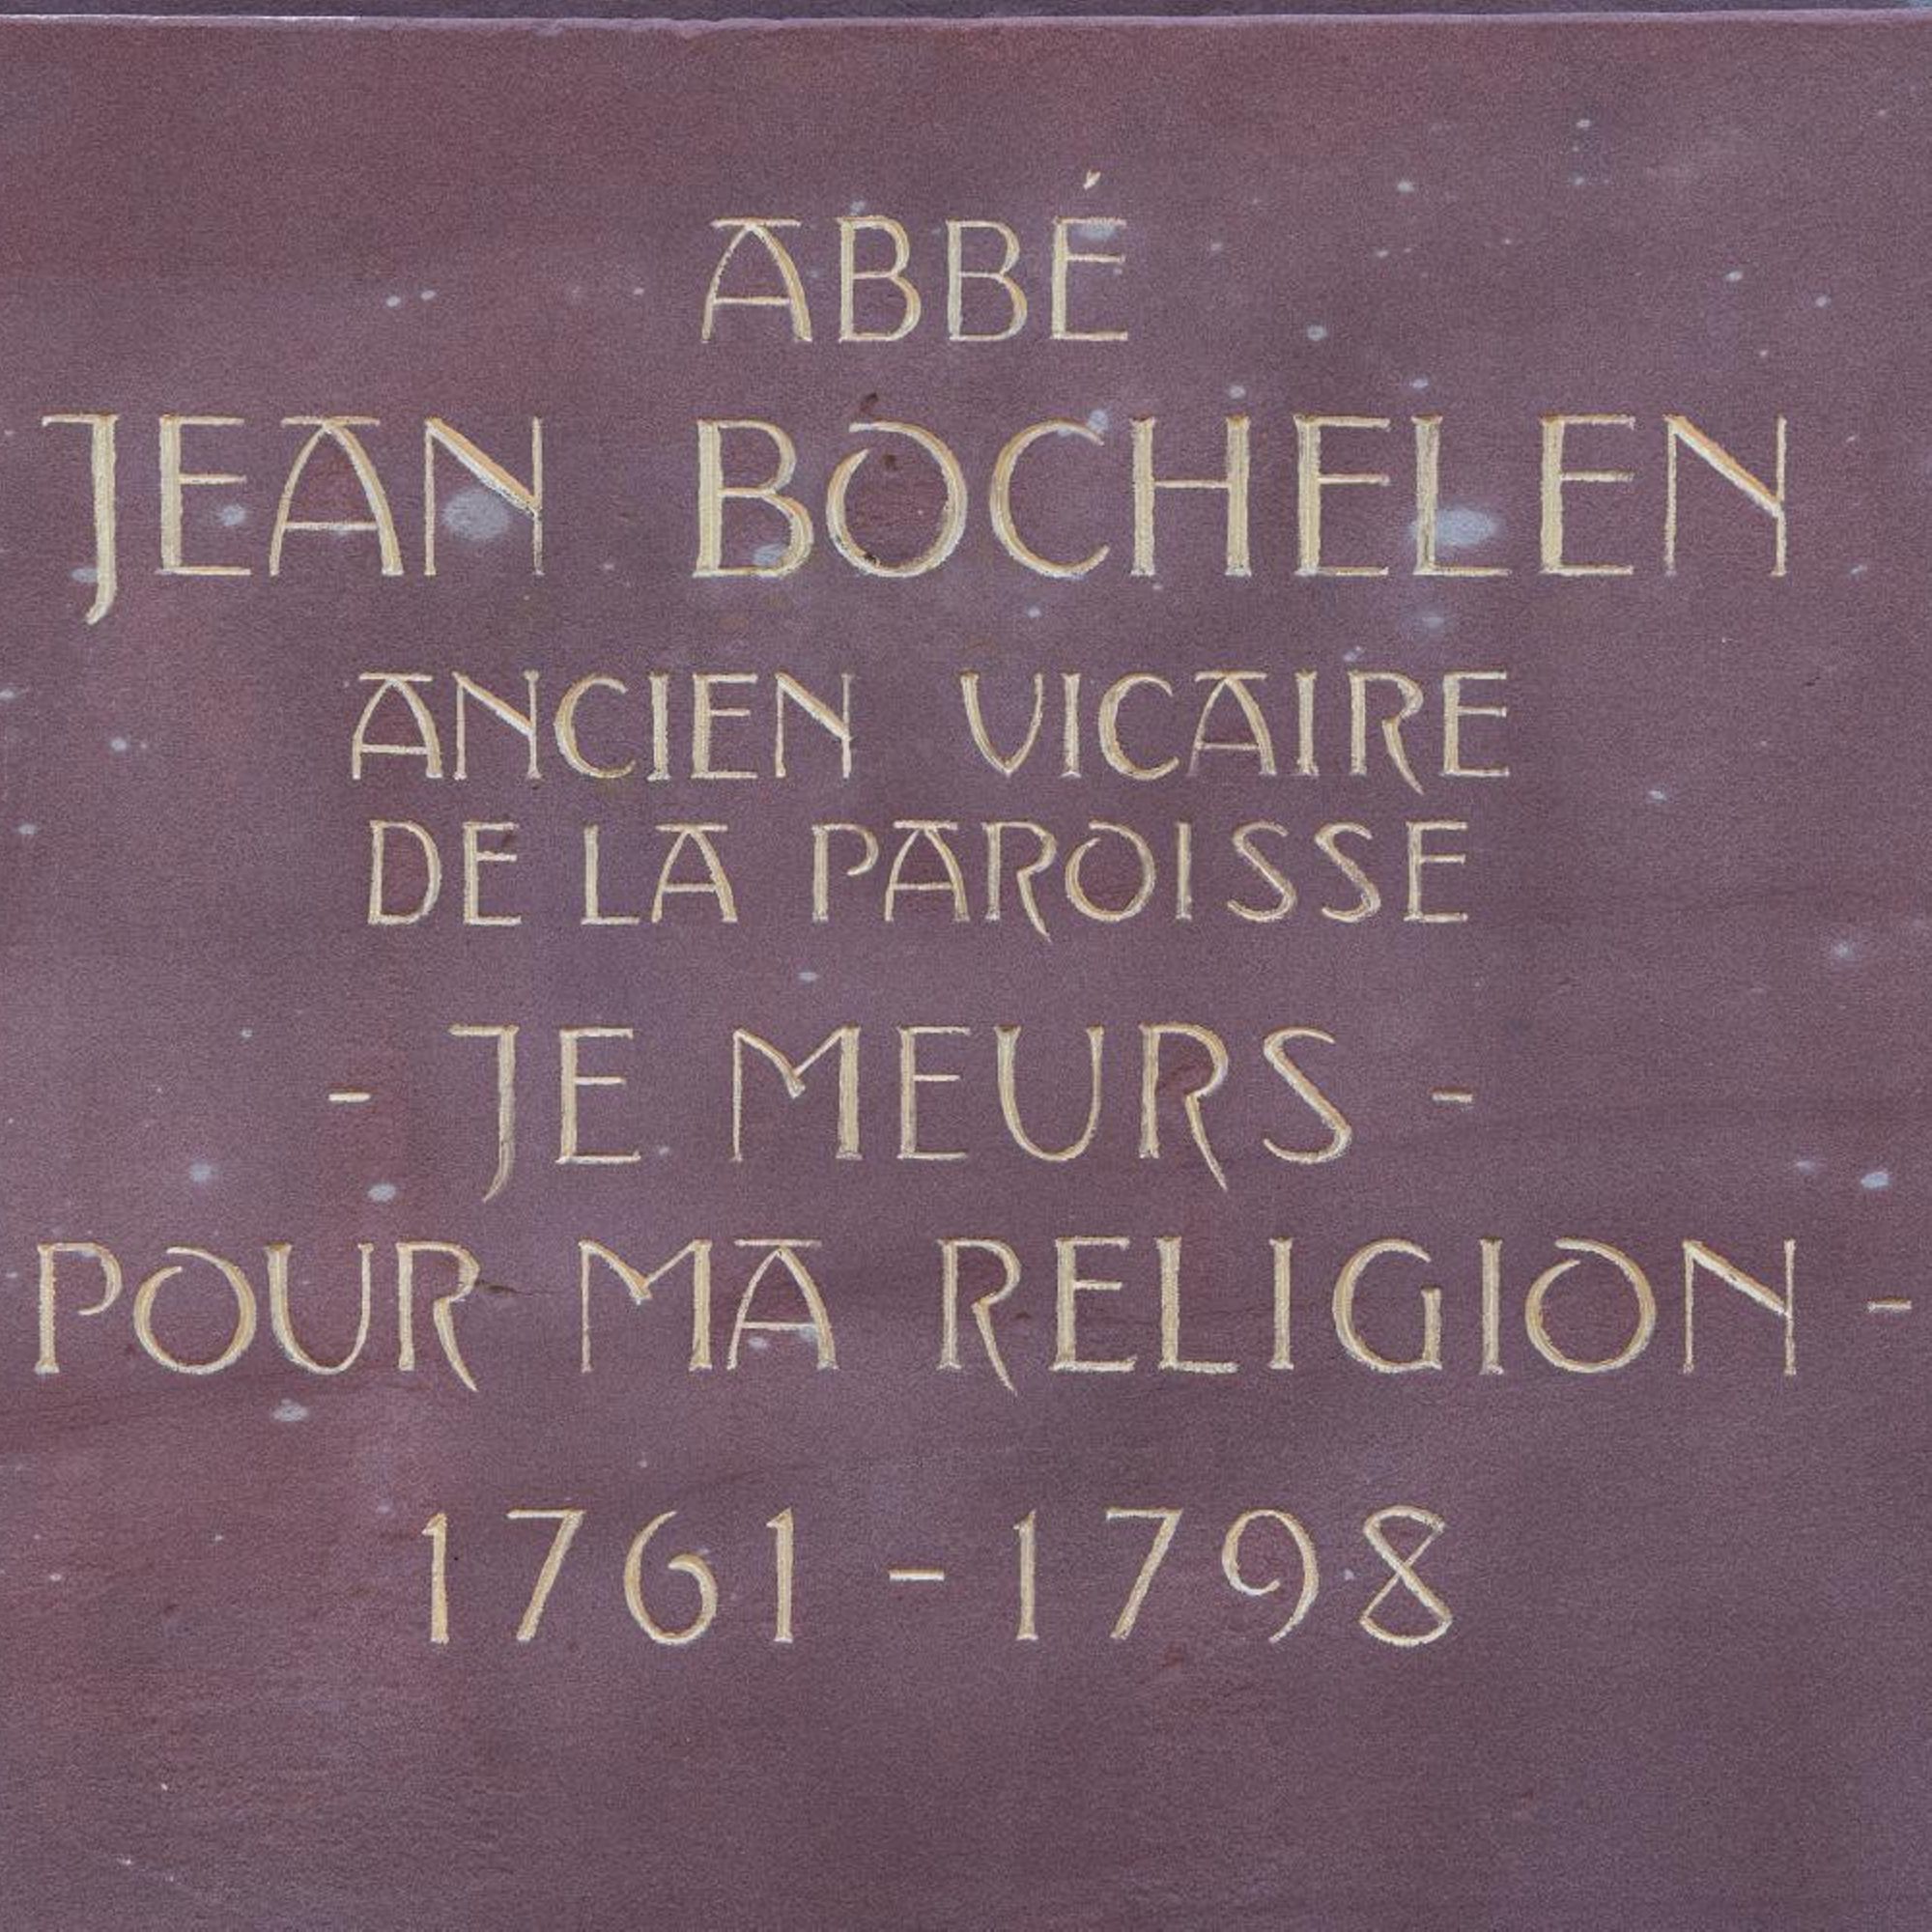 ABBÉ
JEAN BOCHELEN
ANCIEN VICAIRE
DE LA PAROISSE
- JE MEURS -
POUR MA RELIGION -
1761 - 1798